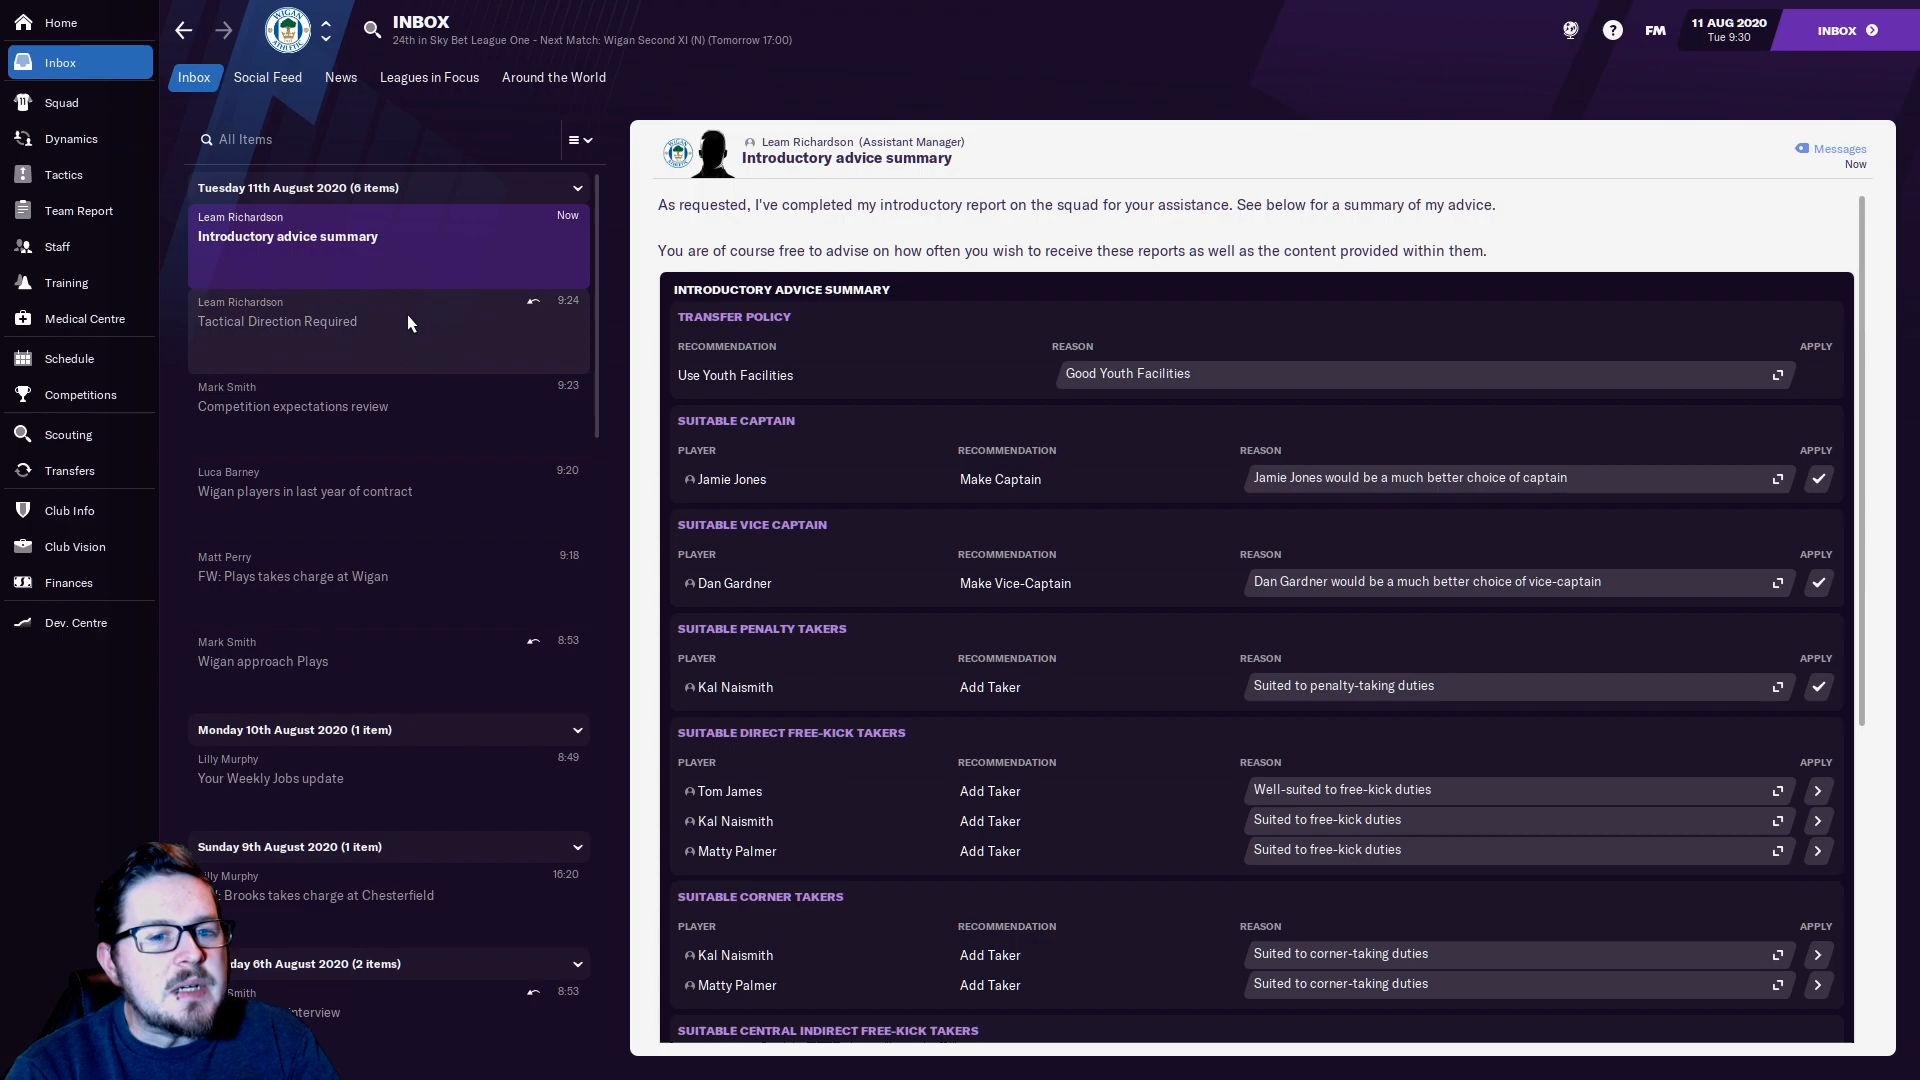 Home
Inbox
Squad
Dynamics
Tactics
Team Report
Staff
Training
Medical Centre
Schedule
Competitions
Scouting
Transfers
Club Info
Club Vision
Finances
Dev. Centre
INBOX
24th in Sky Bet League One - Next Match: Wigan Second XI (N) (Tomorrow 17:00)
FM
11 AUG 2020
Tue 9:30
INBOX
Inbox Social Feed News Leagues in Focus Around the World
All Items
Tuesday 11th August 2020 (6 items)
Leam Richardson Now
Introductory advice summary
Leam Richardson 9:24
Tactical Direction Required
Mark Smith 9:23
Competition expectations review
Luca Barney 9:20
Wigan players in last year of contract
Matt Perry 9:18
FW: Plays takes charge at Wigan
Mark Smith 8:53
Wigan approach Plays
Monday 10th August 2020 (1 item)
Lilly Murphy 8:49
Your Weekly Jobs update
Sunday 9th August 2020 (1 item)
Murphy 16:20
Brooks takes charge at Chesterfield
6th August 2020 (2 items)
Smith 8:53
interview
Leam Richardson (Assistant Manager)
Introductory advice summary
Messages
Now
As requested, I've completed my introductory report on the squad for your assistance. See below for a summary of my advice.
You are of course free to advise on how often you wish to receive these reports as well as the content provided within them.
INTRODUCTORY ADVICE SUMMARY
TRANSFER POLICY
RECOMMENDATION REASON APPLY
Use Youth Facilities Good Youth Facilities
SUITABLE CAPTAIN
PLAYER RECOMMENDATION REASON APPLY
Jamie Jones Make Captain Jamie Jones would be a much better choice of captain
SUITABLE VICE CAPTAIN
PLAYER RECOMMENDATION REASON APPLY
Dan Gardner Make Vice-Captain Dan Gardner would be a much better choice of vice-captain
SUITABLE PENALTY TAKERS
PLAYER RECOMMENDATION REASON APPLY
Kal Naismith Add Taker Suited to penalty-taking duties
SUITABLE DIRECT FREE-KICK TAKERS
PLAYER RECOMMENDATION REASON APPLY
Tom James Add Taker Well-suited to free-kick duties
Kal Naismith Add Taker Suited to free-kick duties
Matty Palmer Add Taker Suited to free-kick duties
SUITABLE CORNER TAKERS
PLAYER RECOMMENDATION REASON APPLY
Kal Naismith Add Taker Suited to corner-taking duties
Matty Palmer Add Taker Suited to corner-taking duties
SUITABLE CENTRAL INDIRECT FREE-KICK TAKERS